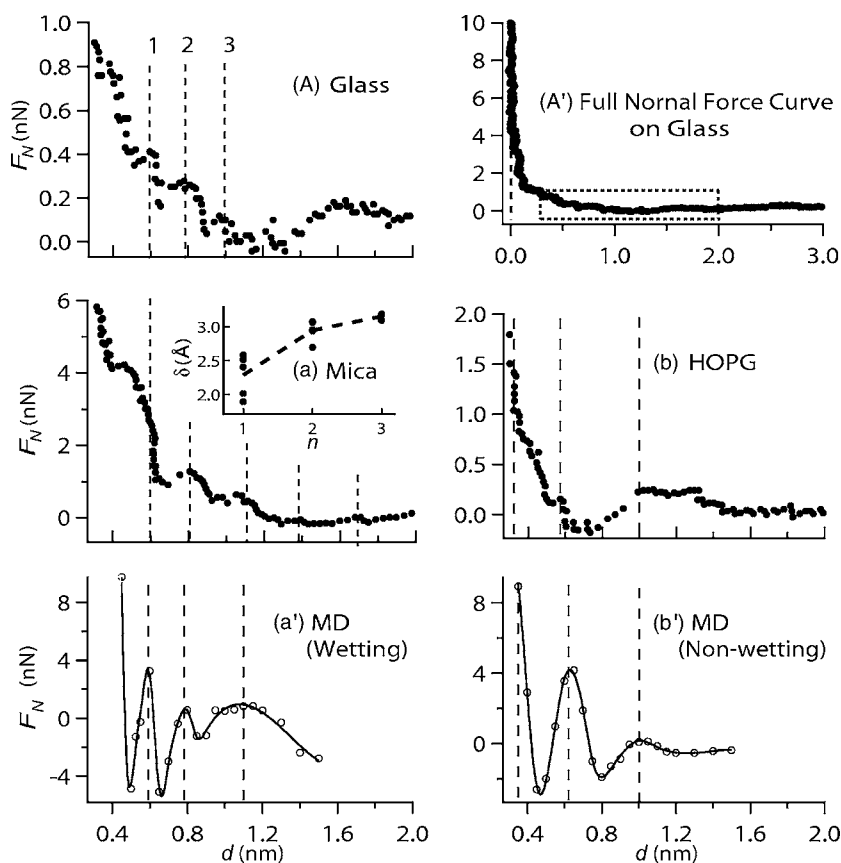 1.0
0.8
0.6
0.4
0.2
0.0
F_N (nN)
1 2 3
(A) Glass
10
8
6
4
2
0
(A') Full Nornal Force Curve
on Glass
0.0 1.0 2.0 3.0
6
4
2
0
F_N (nN)
3.0
2.5
2.0
δ(Å)
(a) Mica
1 2 3
n
2.0
1.5
1.0
0.5
0.0
F_N (nN)
(b) HOPG
8
4
0
-4
F_N (nN)
(a') MD
(Wetting)
0.4 0.8 1.2 1.6 2.0
d (nm)
8
4
0
F_N (nN)
(b') MD
(Non-wetting)
0.4 0.8 1.2 1.6 2.0
d (nm)